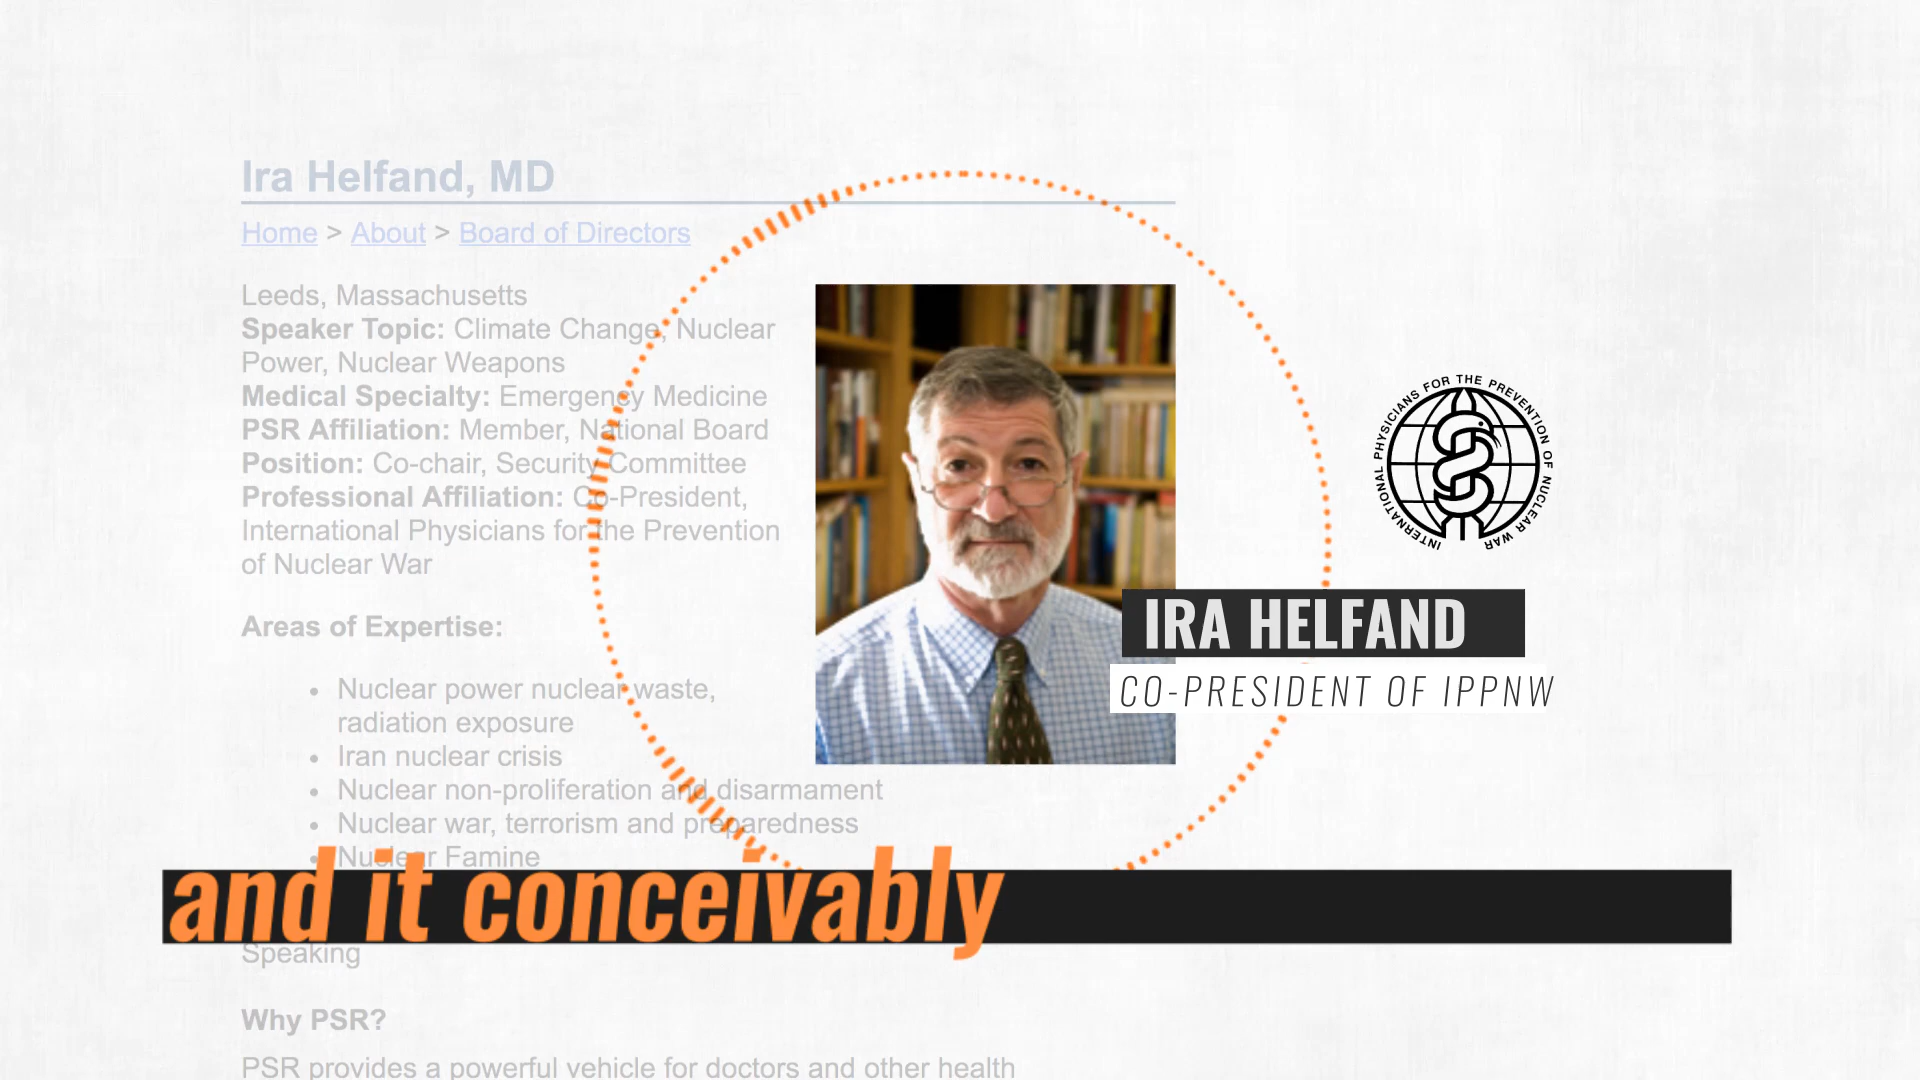 Ira Helfand, MD
Home > About > Board of Directors
Leeds, Massachusetts
Speaker Topic: Climate Change, Nuclear
Power, Nuclear Weapons
Medical Specialty: Emergency Medicine
PSR Affiliation: Member, National Board
Position: Co-chair, Security Committee
Professional Affiliation: Co-President,
International Physicians for the Prevention
of Nuclear War
Areas of Expertise:
• Nuclear power nuclear waste,
radiation exposure
• Iran nuclear crisis
• Nuclear non-proliferation and disarmament
• Nuclear war, terrorism and preparedness
• Nuclear Famine
INTERNATIONAL PHYSICIANS FOR THE PREVENTION OF NUCLEAR WAR
IRA HELFAND
CO-PRESIDENT OF IPPNW
and it conceivably
Speaking
Why PSR?
PSR provides a powerful vehicle for doctors and other health